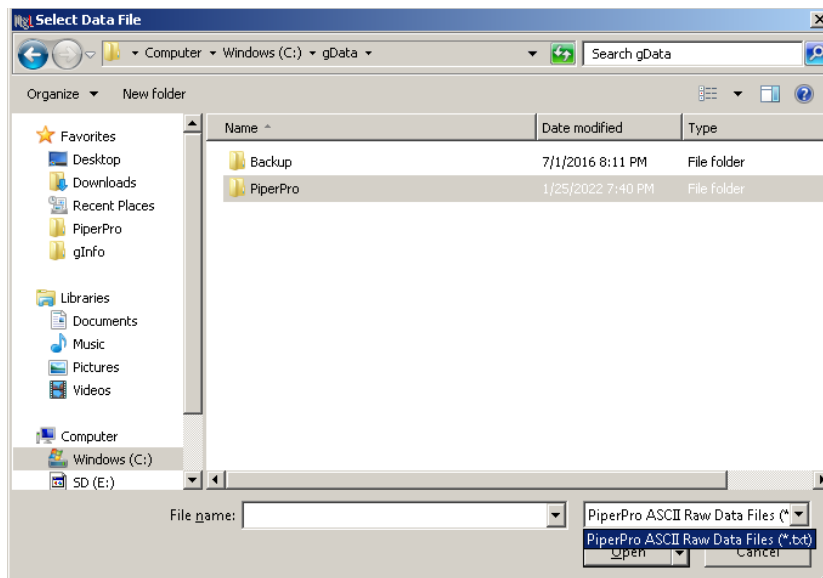 Select Data File
Computer Windows (C:) gData
Search gData
Organize New folder
Name Date modified Type
Favorites
Desktop
Downloads
Recent Places
PiperPro
gInfo
Libraries
Documents
Music
Pictures
Videos
Computer
Windows (C:)
SD (E:)
Backup 7/1/2016 8:11 PM File folder
PiperPro 1/25/2022 7:40 PM File folder
File name:
PiperPro ASCII Raw Data Files (*
PiperPro ASCII Raw Data Files (*.txt)
Open Cancel